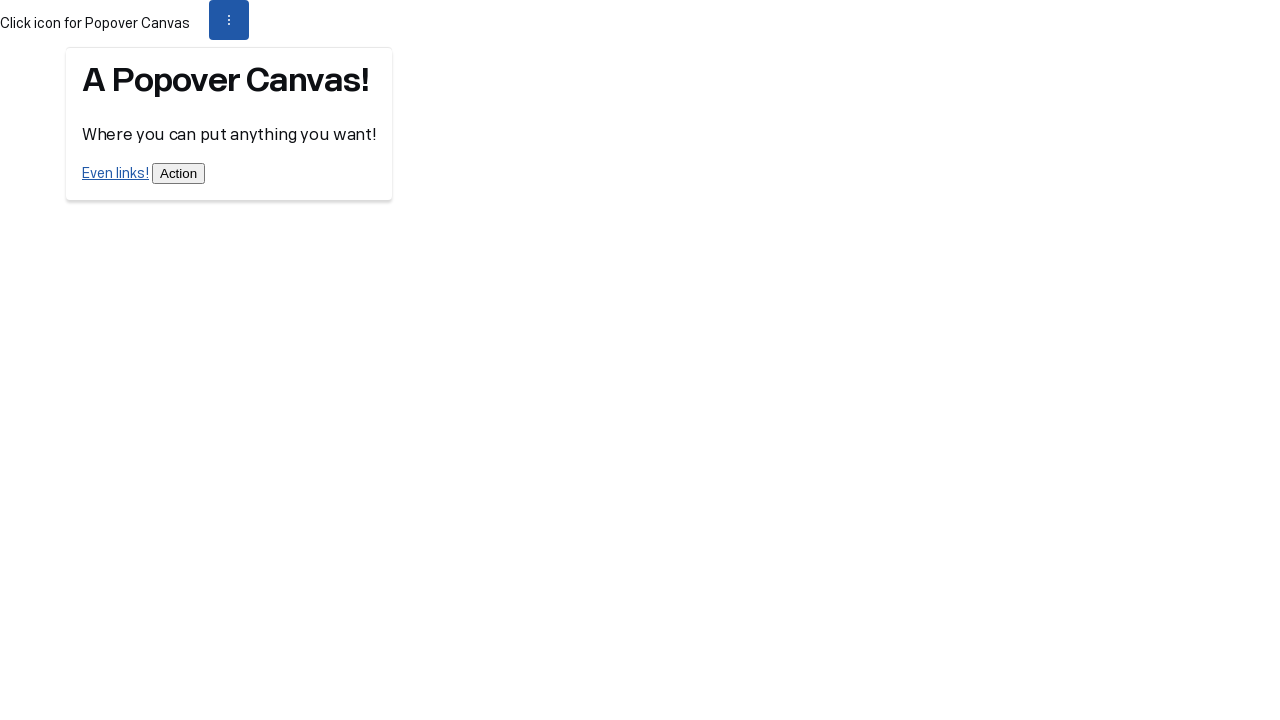 Click icon for Popover Canvas
A Popover Canvas!
Where you can put anything you want!
Even links! Action